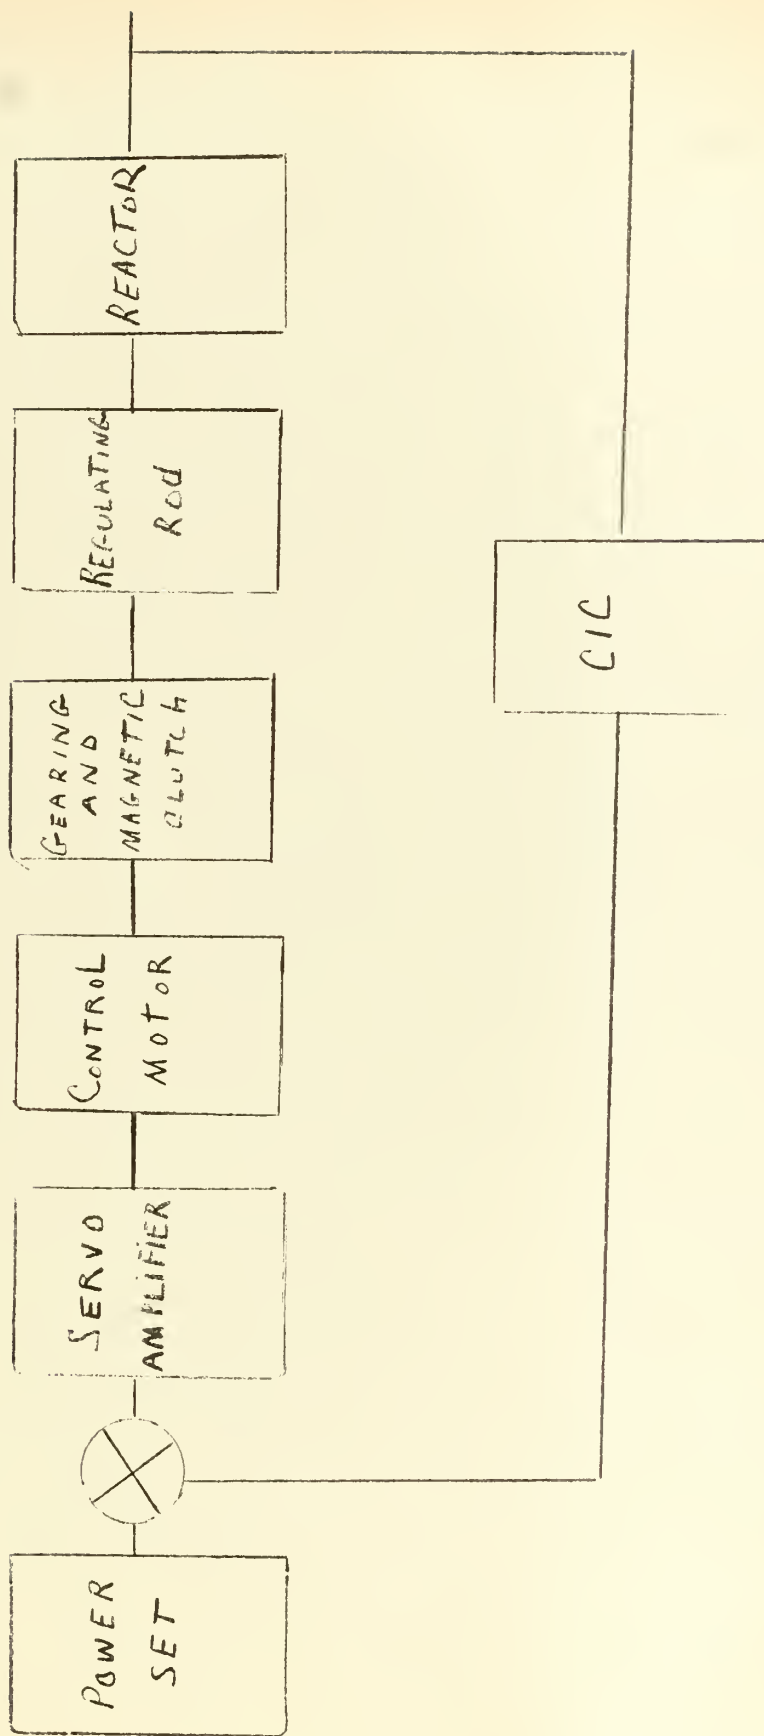 POWER
SET
SERVO
AMPLIFIER
CONTROL
MOTOR
GEARING
AND
MAGNETIC
CLUTCH
REGULATING
Rod
REACTOR
CIC